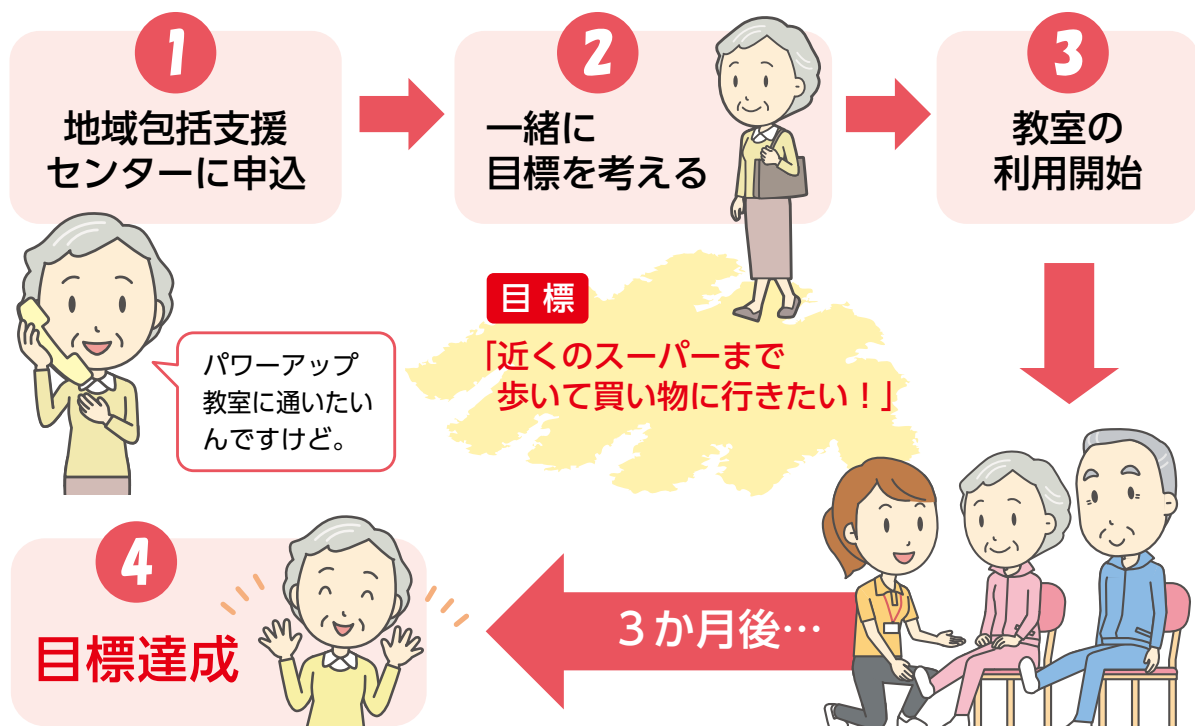 1
地域包括支援
センターに申込
パワーアップ
教室に通いたい
んですけど。
2
一緒に
目標を考える
目標
「近くのスーパーまで
歩いて買い物に行きたい！」
3
教室の
利用開始
3か月後…
4
目標達成